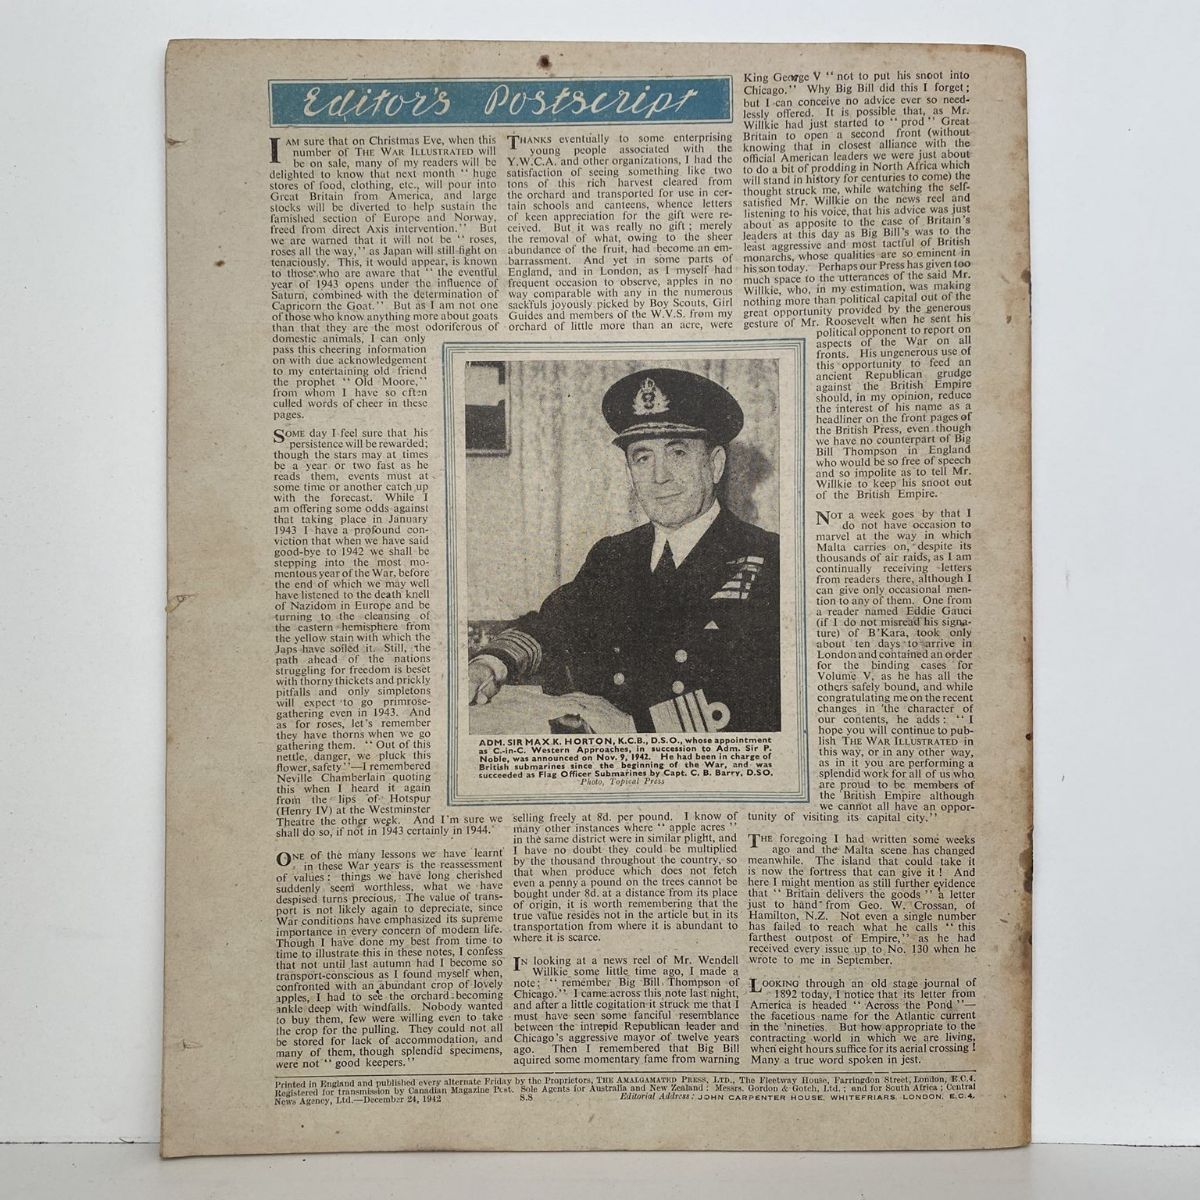 Editor's Postscript
I AM sure that on Christmas Eve, when this
number of THE WAR ILLUSTRATED will
be on sale, many of my readers will be
delighted to know that next month " huge
stores of food, clothing, etc., will pour into
Great Britain from America, and large
stocks will be diverted to help sustain the
famished section of Europe and Norway,
freed from direct Axis intervention." But
we are warned that it will not be " roses,
roses all the way," as Japan will still fight on
tenaciously. This, it would appear, is known
to those who are aware that " the eventful
year of 1943 opens under the influence of
Saturn, combined with the determination of
Capricorn the Goat." But as I am not one
of those who know anything more about goats
than that they are the most odoriferous of
domestic animals, I can only
pass this cheering information
on with due acknowledgement
to my entertaining old friend
the prophet " Old Moore,"
from whom I have so often
culled words of cheer in these
pages.
SOME day I feel sure that his
persistence will be rewarded;
though the stars may at times
be a year or two fast as he
reads them, events must at
some time or another catch up
with the forecast. While I
am offering some odds against
that taking place in January
1943 I have a profound con-
viction that when we have said
good-bye to 1942 we shall be
stepping into the most mo-
mentous year of the War, before
the end of which we may well
have listened to the death knell
of Nazidom in Europe and be
turning to the cleansing of
the eastern hemisphere from
the yellow stain with which the
Japs have soiled it. Still, the
path ahead of the nations
struggling for freedom is beset
with thorny thickets and prickly
pitfalls and only simpletons
will expect to go primrose-
gathering even in 1943. And
as for roses, let's remember
they have thorns when we go
gathering them. " Out of this
nettle, danger, we pluck this
flower, safety "—I remembered
Neville Chamberlain quoting
this when I heard it again
from the lips of Hotspur
(Henry IV) at the Westminster
Theatre the other week. And I'm sure we
shall do so, if not in 1943 certainly in 1944.
ONE of the many lessons we have learnt
in these War years is the reassessment
of values : things we have long cherished
suddenly seem worthless, what we have
despised turns precious. The value of trans-
port is not likely again to depreciate, since
War conditions have emphasized its supreme
importance in every concern of modern life.
Though I have done my best from time to
time to illustrate this in these notes, I confess
that not until last autumn had I become so
transport-conscious as I found myself when,
confronted with an abundant crop of lovely
apples, I had to see the orchard becoming
ankle deep with windfalls. Nobody wanted
to buy them, few were willing even to take
the crop for the pulling. They could not all
be stored for lack of accommodation, and
many of them, though splendid specimens,
were not " good keepers."
THANKS eventually to some enterprising
young people associated with the
Y.W.C.A. and other organizations, I had the
satisfaction of seeing something like two
tons of this rich harvest cleared from
the orchard and transported for use in cer-
tain schools and canteens, whence letters
of keen appreciation for the gift were re-
ceived. But it was really no gift ; merely
the removal of what, owing to the sheer
abundance of the fruit, had become an em-
barrassment. And yet in some parts of
England, and in London, as I myself had
frequent occasion to observe, apples in no
way comparable with any in the numerous
sackfuls joyously picked by Boy Scouts, Girl
Guides and members of the W.V.S. from my
orchard of little more than an acre, were
ADM. SIR MAX K. HORTON, K.C.B., D.S.O., whose appointment
as C.-in-C. Western Approaches, in succession to Adm. Sir P.
Noble, was announced on Nov. 9, 1942. He had been in charge of
British submarines since the beginning of the War, and was
succeeded as Flag Officer Submarines by Capt. C. B. Barry, D.S.O.
Photo, Topical Press
selling freely at 8d. per pound. I know of
many other instances where " apple acres "
in the same district were in similar plight, and
I have no doubt they could be multiplied
by the thousand throughout the country, so
that when produce which does not fetch
even a penny a pound on the trees cannot be
bought under 8d. at a distance from its place
of origin, it is worth remembering that the
true value resides not in the article but in its
transportation from where it is abundant to
where it is scarce.
IN looking at a news reel of Mr. Wendell
Willkie some little time ago, I made a
note; " remember Big Bill Thompson of
Chicago." I came across this note last night,
and after a little cogitation it struck me that I
must have seen some fanciful resemblance
between the intrepid Republican leader and
Chicago's aggressive mayor of twelve years
ago. Then I remembered that Big Bill
aquired some momentary fame from warning
King George V " not to put his snoot into
Chicago." Why Big Bill did this I forget ;
but I can conceive no advice ever so need-
lessly offered. It is possible that, as Mr.
Willkie had just started to " prod " Great
Britain to open a second front (without
knowing that in closest alliance with the
official American leaders we were just about
to do a bit of prodding in North Africa which
will stand in history for centuries to come) the
thought struck me, while watching the self-
satisfied Mr. Willkie on the news reel and
listening to his voice, that his advice was just
about as apposite to the case of Britain's
leaders at this day as Big Bill's was to the
least aggressive and most tactful of British
monarchs, whose qualities are so eminent in
his son today. Perhaps our Press has given too
much space to the utterances of the said Mr.
Willkie, who, in my estimation, was making
nothing more than political capital out of the
great opportunity provided by the generous
gesture of Mr. Roosevelt when he sent his
political opponent to report on
aspects of the War on all
fronts. His ungenerous use of
this opportunity to feed an
ancient Republican grudge
against the British Empire
should, in my opinion, reduce
the interest of his name as a
headliner on the front pages of
the British Press, even though
we have no counterpart of Big
Bill Thompson in England
who would be so free of speech
and so impolite as to tell Mr.
Willkie to keep his snoot out
of the British Empire.
NOT a week goes by that I
do not have occasion to
marvel at the way in which
Malta carries on, despite its
thousands of air raids, as I am
continually receiving letters
from readers there, although I
can give only occasional men-
tion to any of them. One from
a reader named Eddie Gauci
(if I do not misread his signa-
ture) of B'Kara, took only
about ten days to arrive in
London and contained an order
for the binding cases for
Volume V, as he has all the
others safely bound, and while
congratulating me on the recent
changes in the character of
our contents, he adds : " I
hope you will continue to pub-
lish THE WAR ILLUSTRATED in
this way, or in any other way,
as in it you are performing a
splendid work for all of us who
are proud to be members of
the British Empire although
we cannot all have an oppor-
tunity of visiting its capital city."
THE foregoing I had written some weeks
ago and the Malta scene has changed
meanwhile. The island that could take it
is now the fortress that can give it ! And
here I might mention as still further evidence
that " Britain delivers the goods " a letter
just to hand from Geo. W. Crossan, of
Hamilton, N.Z. Not even a single number
has failed to reach what he calls " this
farthest outpost of Empire," as he had
received every issue up to No. 130 when he
wrote to me in September.
LOOKING through an old stage journal of
1892 today, I notice that its letter from
America is headed " Across the Pond "—
the facetious name for the Atlantic current
in the 'nineties. But how appropriate to the
contracting world in which we are living,
when eight hours suffice for its aerial crossing !
Many a true word spoken in jest.
Printed in England and published every alternate Friday by the Proprietors, THE AMALGAMATED PRESS, LTD., The Fleetway House, Farringdon Street, London, E.C.4.
Registered for transmission by Canadian Magazine Post. Sole Agents for Australia and New Zealand : Messrs. Gordon & Gotch, Ltd. ; and for South Africa : Central
News Agency, Ltd.—December 24, 1942 S.S Editorial Address : JOHN CARPENTER HOUSE, WHITEFRIARS, LONDON, E.C.4.